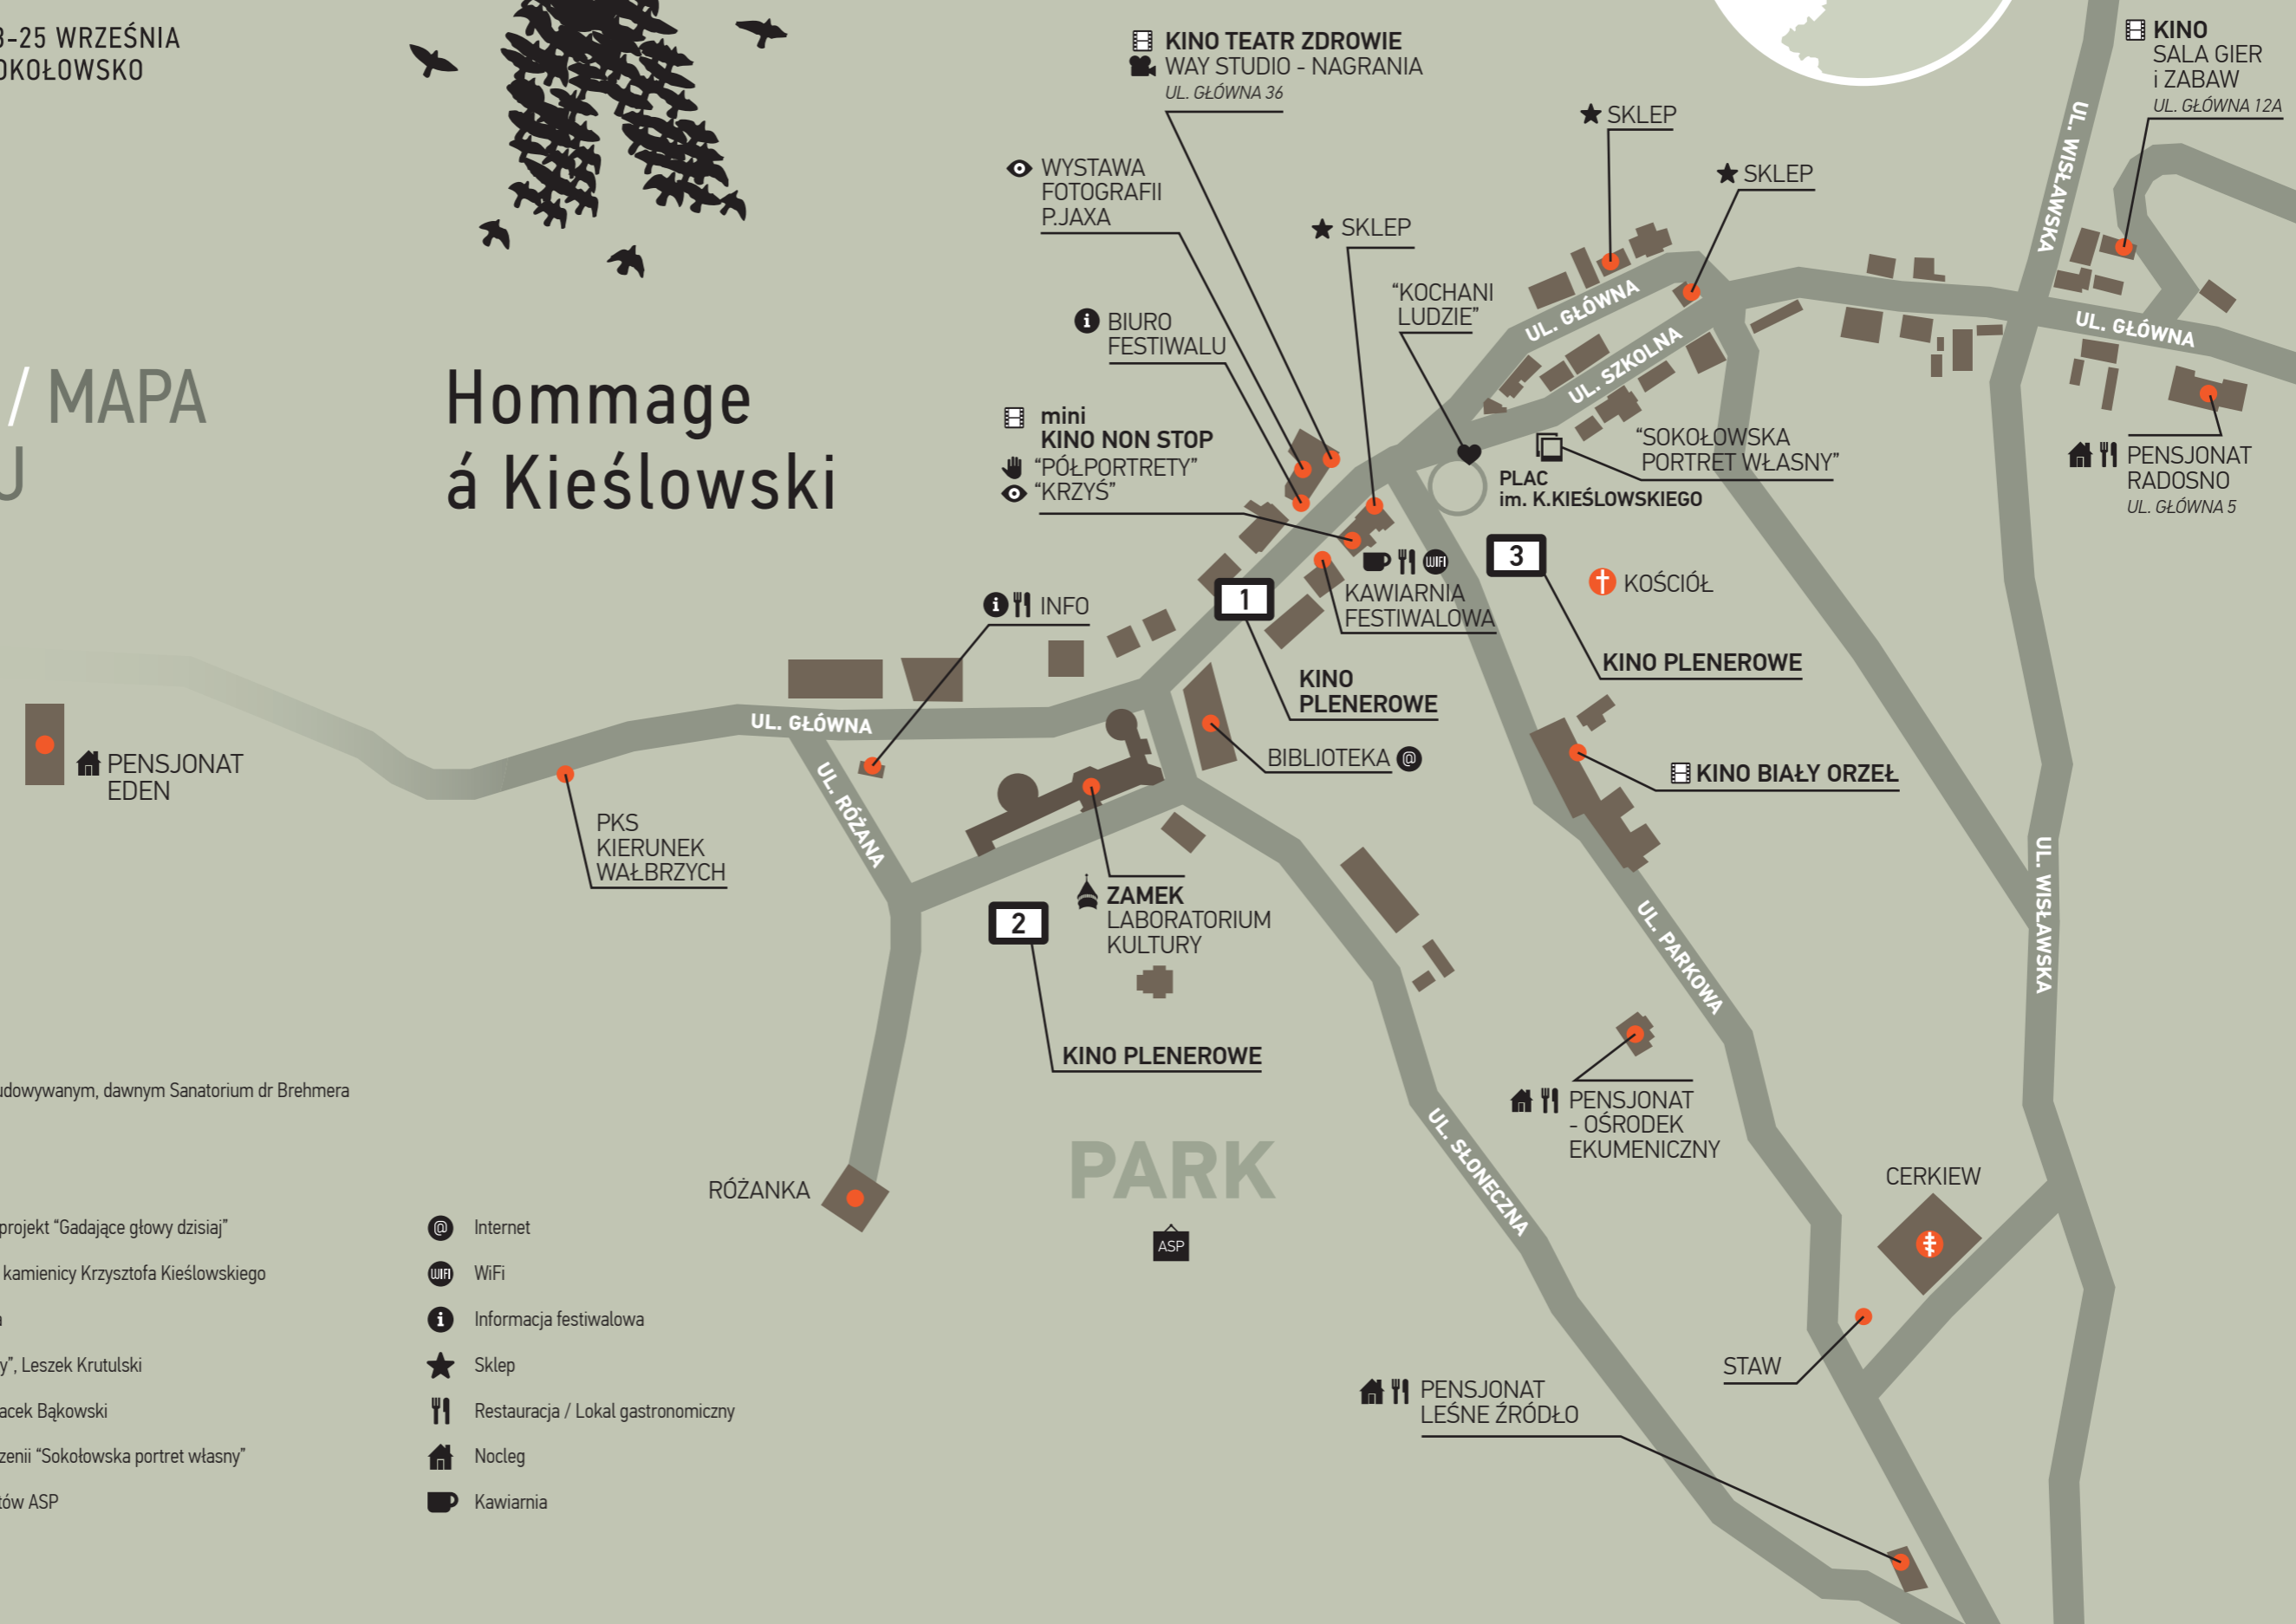 -25 WRZEŚNIA
OKOŁOWSKO
/ MAPA
U
Hommage
á Kieślowski
KINO TEATR ZDROWIE
WAY STUDIO - NAGRANIA
UL. GŁÓWNA 36
WYSTAWA
FOTOGRAFII
P.JAXA
BIURO
FESTIWALU
mini
KINO NON STOP
“PÓŁPORTRETY”
“KRZYŚ”
SKLEP
SKLEP
SKLEP
“KOCHANI
LUDZIE”
KINO
SALA GIER
i ZABAW
UL. GŁÓWNA 12A
UL. WISŁAWSKA
UL. GŁÓWNA
UL. SZKOLNA
UL. GŁÓWNA
“SOKOŁOWSKA
PORTRET WŁASNY”
PLAC
im. K.KIEŚLOWSKIEGO
PENSJONAT
RADOSNO
UL. GŁÓWNA 5
3
KOŚCIÓŁ
KINO PLENEROWE
WIFI
KAWIARNIA
FESTIWALOWA
1
KINO
PLENEROWE
INFO
BIBLIOTEKA @
KINO BIAŁY ORZEŁ
PENSJONAT
EDEN
UL. GŁÓWNA
UL. RÓŻANA
PKS
KIERUNEK
WAŁBRZYCH
ZAMEK
LABORATORIUM
KULTURY
2
KINO PLENEROWE
UL. PARKOWA
UL. WISŁAWSKA
PENSJONAT
- OŚRODEK
EKUMENICZNY
UL. SŁONECZNA
RÓŻANKA
PARK
ASP
CERKIEW
STAW
PENSJONAT
LEŚNE ŹRÓDŁO
udowywanym, dawnym Sanatorium dr Brehmera
projekt “Gadające głowy dzisiaj”
kamienicy Krzysztofa Kieślowskiego
a
y”, Leszek Krutulski
acek Bąkowski
zenii “Sokołowska portret własny”
tów ASP
@ Internet
WIFI WiFi
i Informacja festiwalowa
Sklep
Restauracja / Lokal gastronomiczny
Nocleg
Kawiarnia